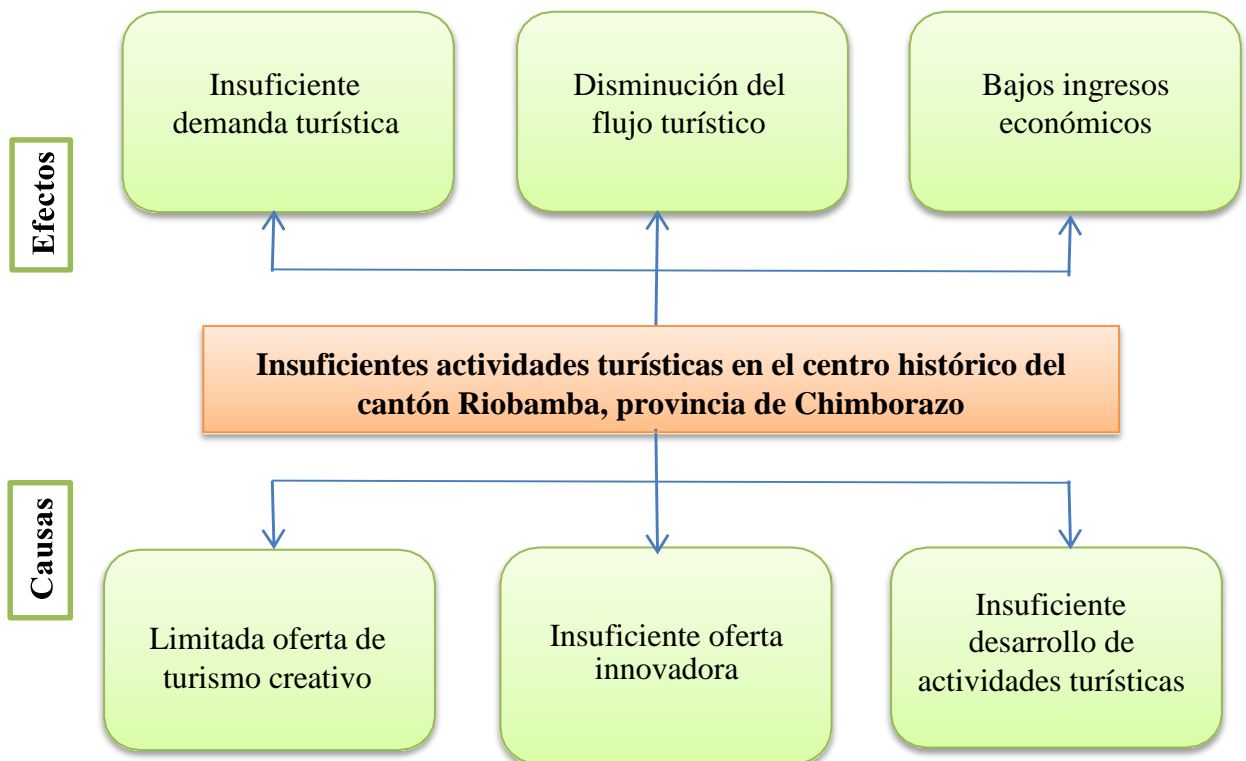 Efectos
Insuficiente
demanda turística
Disminución del
flujo turístico
Bajos ingresos
económicos
Insuficientes actividades turísticas en el centro histórico del
cantón Riobamba, provincia de Chimborazo
Causas
Limitada oferta de
turismo creativo
Insuficiente oferta
innovadora
Insuficiente
desarrollo de
actividades turísticas